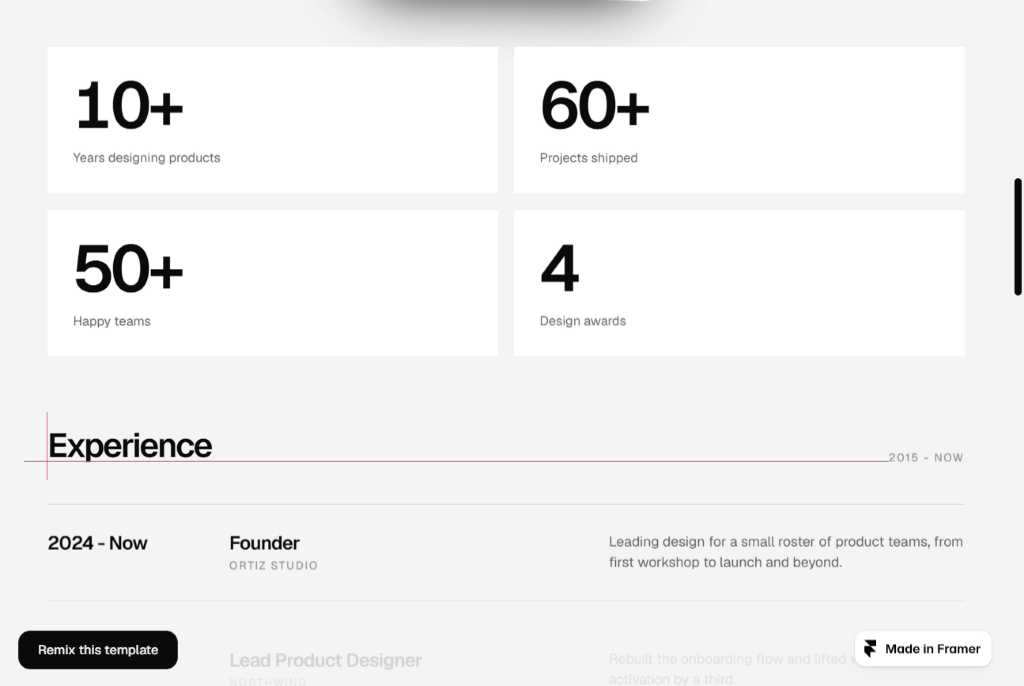 10+
Years designing products
60+
Projects shipped
50+
Happy teams
4
Design awards
Experience
2015 - NOW
2024 - Now
Founder
ORTIZ STUDIO
Leading design for a small roster of product teams, from
first workshop to launch and beyond.
Lead Product Designer
NORTHWIND
Rebuilt the onboarding flow and lifted
activation by a third.
Remix this template
Made in Framer